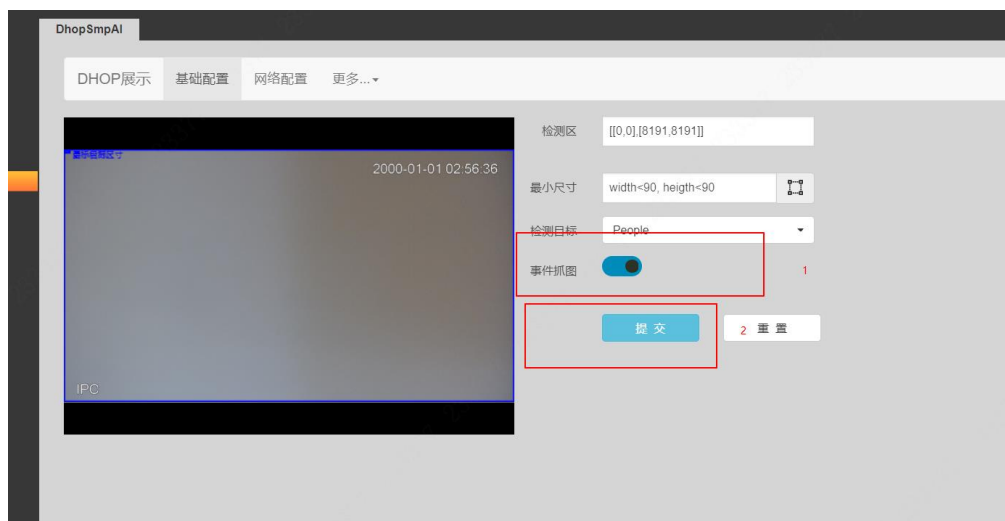 DhopSmpAI
DHOP展示 基础配置 网络配置 更多...
检测区 [[0,0],[8191,8191]]
2000-01-01 02:56:36
最小尺寸 width<90, heigth<90
检测目标 People
事件抓图 1
提 交 2 重 置
IPC